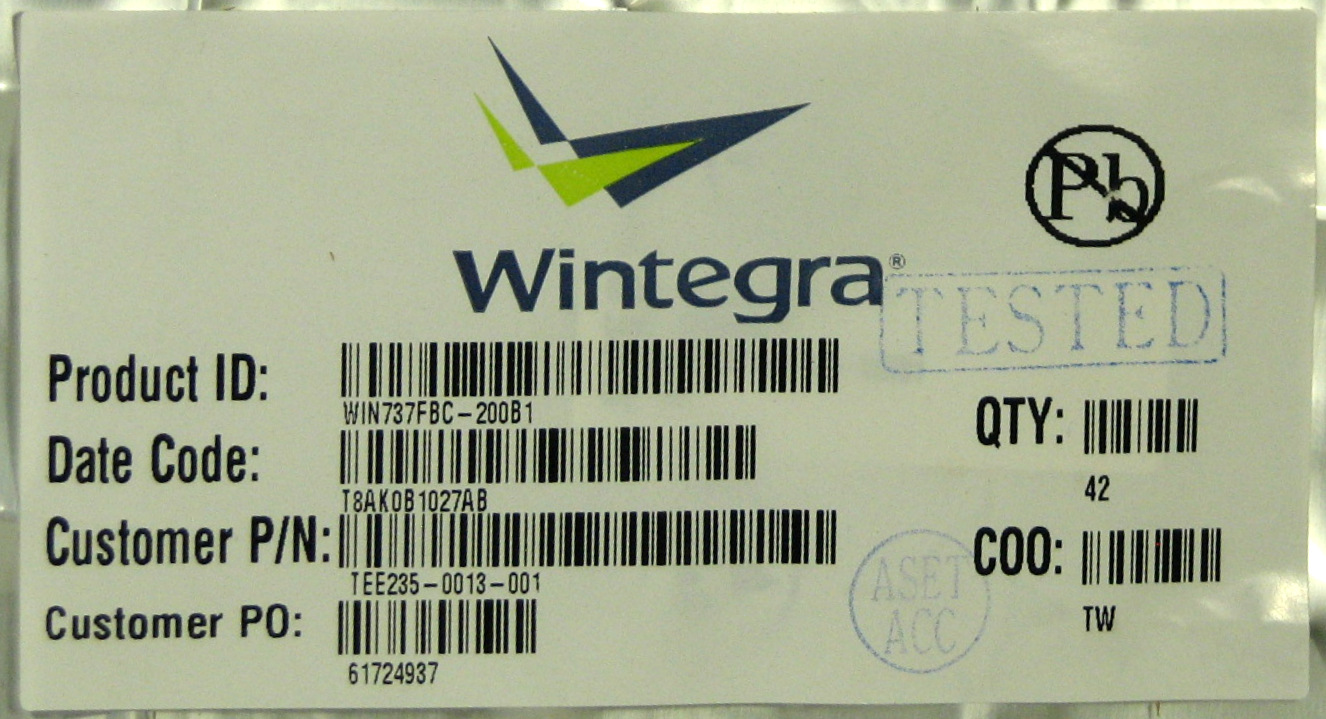 Pb
Wintegra®
TESTED
Product ID:
WIN737FBC-200B1
Date Code:
T8AK0B1027AB
Customer P/N:
TEE235-0013-001
Customer PO:
61724937
QTY:
42
COO:
TW
ASET
ACC